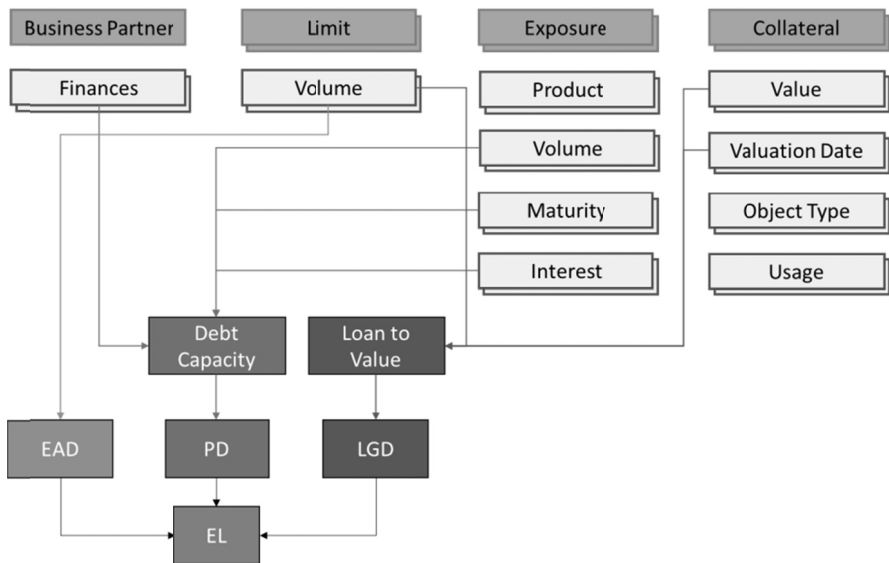 Business Partner
Limit
Exposure
Collateral
Finances
Volume
Product
Value
Volume
Valuation Date
Maturity
Object Type
Interest
Usage
Debt
Capacity
Loan to
Value
EAD
PD
LGD
EL